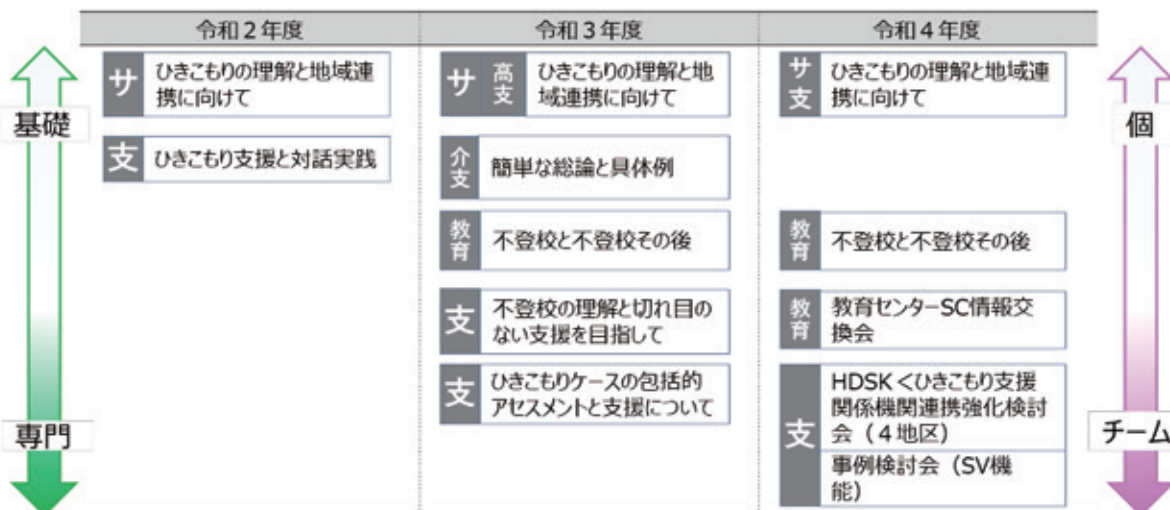 令和2年度
令和3年度
令和4年度
基礎
専門
サ
ひきこもりの理解と地域連
携に向けて
支
ひきこもり支援と対話実践
サ
高
支
ひきこもりの理解と地
域連携に向けて
介
支
簡単な総論と具体例
教
育
不登校と不登校その後
支
不登校の理解と切れ目の
ない支援を目指して
支
ひきこもりケースの包括的
アセスメントと支援について
サ
支
ひきこもりの理解と地域連
携に向けて
教
育
不登校と不登校その後
教
育
教育センターSC情報交
換会
支
HDSK<ひきこもり支援
関係機関連携強化検討
会(4地区)
事例検討会(SV機
能)
個
チーム